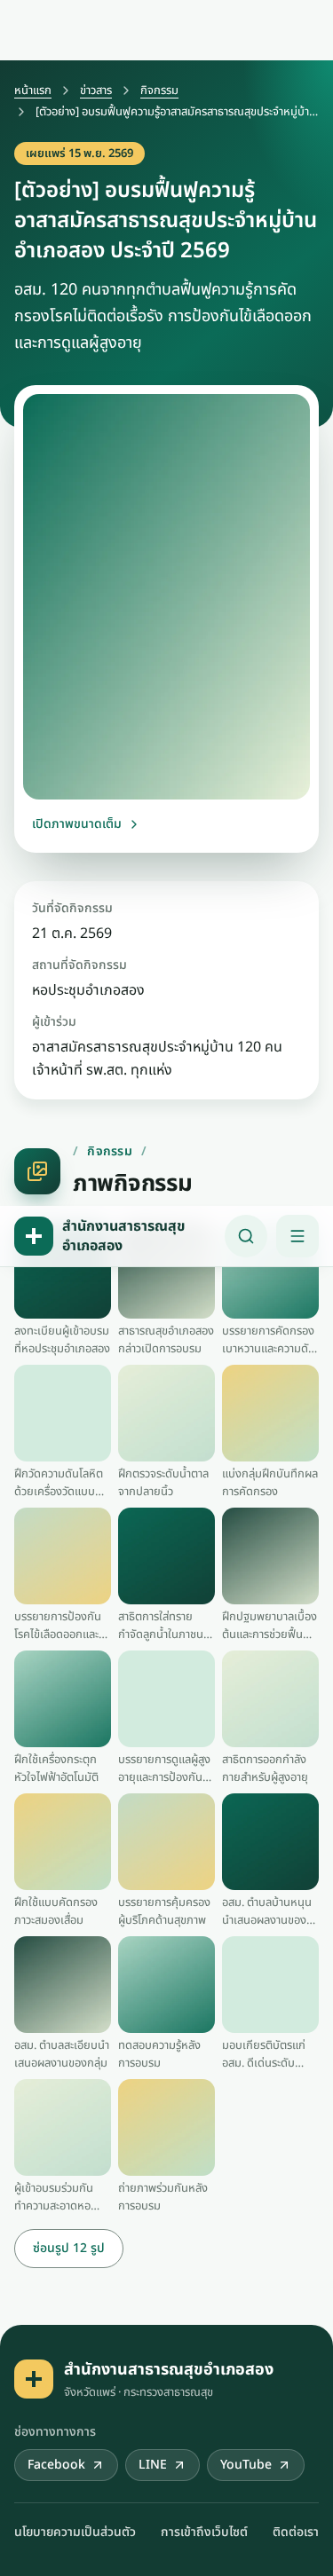 หน้าแรก
ข่าวสาร
กิจกรรม
[ตัวอย่าง] อบรมฟื้นฟูความรู้อาสาสมัครสาธารณสุขประจำหมู่บ้า...
เผยแพร่ 15 พ.ย. 2569
[ตัวอย่าง] อบรมฟื้นฟูความรู้
อาสาสมัครสาธารณสุขประจำหมู่บ้าน
อำเภอสอง ประจำปี 2569
อสม. 120 คนจากทุกตำบลฟื้นฟูความรู้การคัด
กรองโรคไม่ติดต่อเรื้อรัง การป้องกันไข้เลือดออก
และการดูแลผู้สูงอายุ
เปิดภาพขนาดเต็ม
วันที่จัดกิจกรรม
21 ต.ค. 2569
สถานที่จัดกิจกรรม
หอประชุมอำเภอสอง
ผู้เข้าร่วม
อาสาสมัครสาธารณสุขประจำหมู่บ้าน 120 คน
เจ้าหน้าที่ รพ.สต. ทุกแห่ง
/ กิจกรรม /
ภาพกิจกรรม
สำนักงานสาธารณสุข
อำเภอสอง
ลงทะเบียนผู้เข้าอบรม
ที่หอประชุมอำเภอสอง
สาธารณสุขอำเภอสอง
กล่าวเปิดการอบรม
บรรยายการคัดกรอง
เบาหวานและความดั...
ฝึกวัดความดันโลหิต
ด้วยเครื่องวัดแบบ...
ฝึกตรวจระดับน้ำตาล
จากปลายนิ้ว
แบ่งกลุ่มฝึกบันทึกผล
การคัดกรอง
บรรยายการป้องกัน
โรคไข้เลือดออกและ...
สาธิตการใส่ทราย
กำจัดลูกน้ำในภาชน...
ฝึกปฐมพยาบาลเบื้อง
ต้นและการช่วยฟื้น...
ฝึกใช้เครื่องกระตุก
หัวใจไฟฟ้าอัตโนมัติ
บรรยายการดูแลผู้สูง
อายุและการป้องกัน...
สาธิตการออกกำลัง
กายสำหรับผู้สูงอายุ
ฝึกใช้แบบคัดกรอง
ภาวะสมองเสื่อม
บรรยายการคุ้มครอง
ผู้บริโภคด้านสุขภาพ
อสม. ตำบลบ้านหนุน
นำเสนอผลงานของ...
อสม. ตำบลสะเอียบนำ
เสนอผลงานของกลุ่ม
ทดสอบความรู้หลัง
การอบรม
มอบเกียรติบัตรแก่
อสม. ดีเด่นระดับ...
ผู้เข้าอบรมร่วมกัน
ทำความสะอาดหอ...
ถ่ายภาพร่วมกันหลัง
การอบรม
ซ่อนรูป 12 รูป
สำนักงานสาธารณสุขอำเภอสอง
จังหวัดแพร่ · กระทรวงสาธารณสุข
ช่องทางทางการ
Facebook
LINE
YouTube
นโยบายความเป็นส่วนตัว
การเข้าถึงเว็บไซต์
ติดต่อเรา